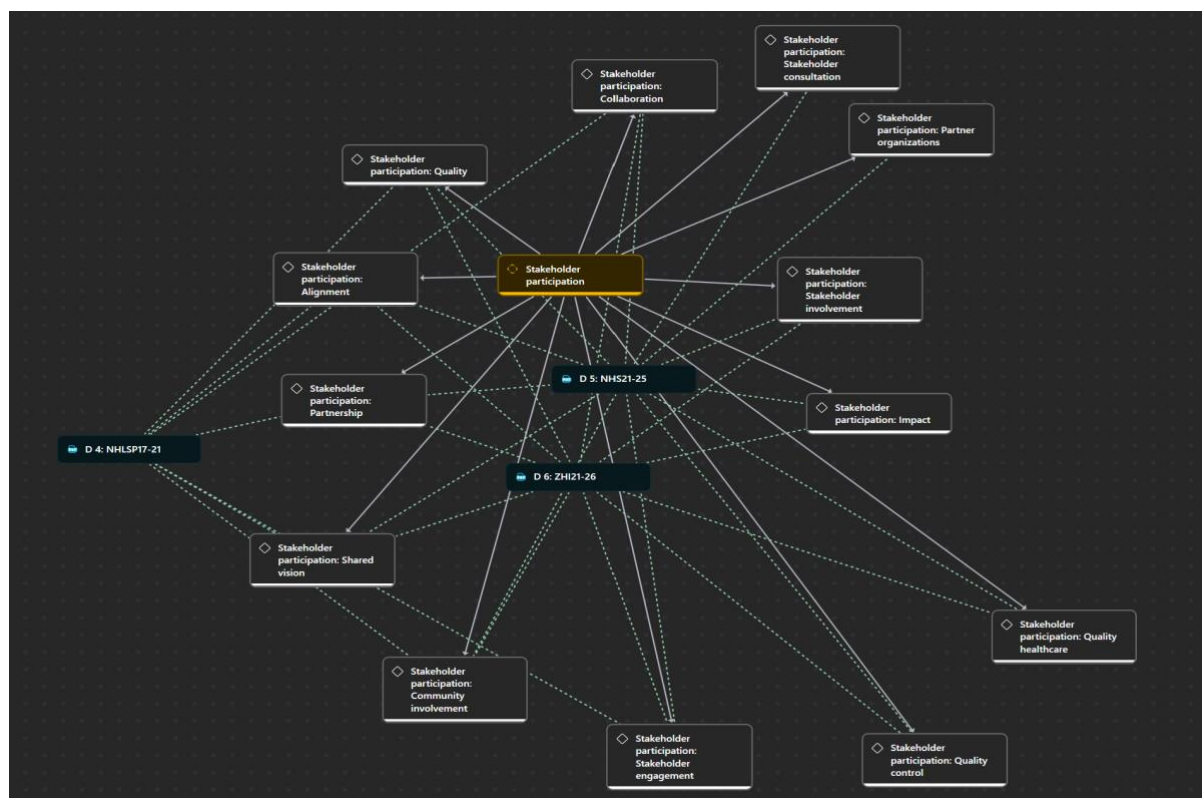 Stakeholder
participation:
Stakeholder
consultation
Stakeholder
participation:
Collaboration
Stakeholder
participation: Partner
organizations
Stakeholder
participation: Quality
Stakeholder
participation:
Alignment
Stakeholder
participation
Stakeholder
participation:
Stakeholder
involvement
D 5: NHS21-25
Stakeholder
participation:
Partnership
Stakeholder
participation: Impact
D 4: NHLSP17-21
D 6: ZHI21-26
Stakeholder
participation: Shared
vision
Stakeholder
participation: Quality
healthcare
Stakeholder
participation:
Community
involvement
Stakeholder
participation:
Stakeholder
engagement
Stakeholder
participation: Quality
control